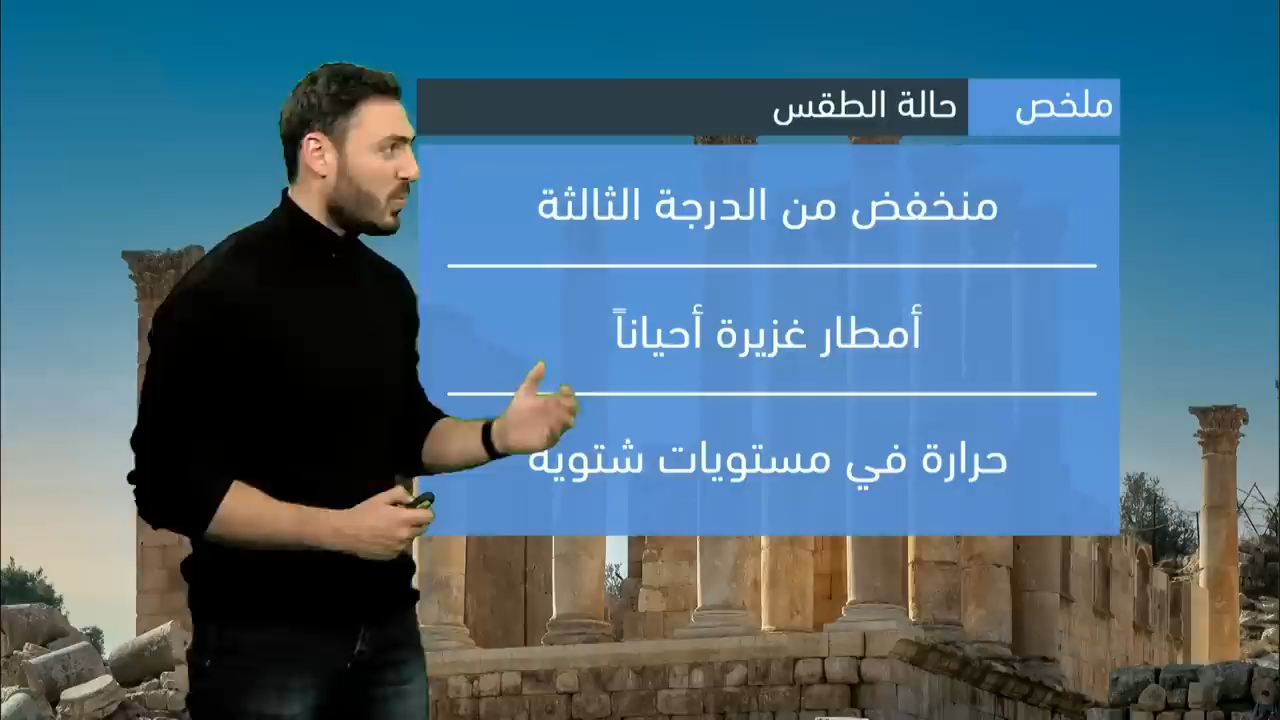 ملخص حالة الطقس
منخفض من الدرجة الثالثة
أمطار غزيرة أحياناً
حرارة في مستويات شتوية